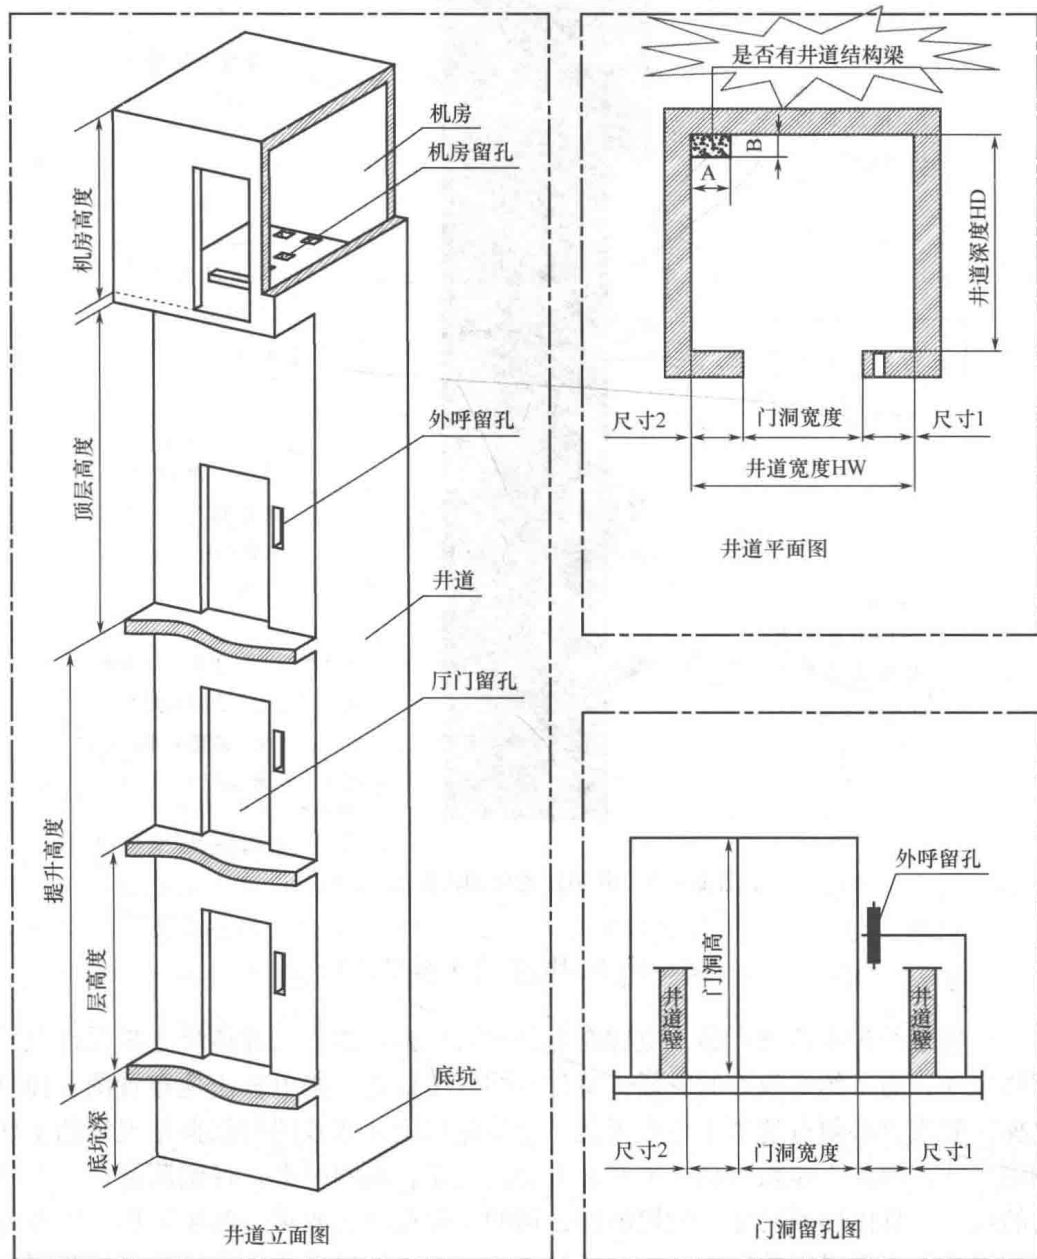 机房
机房留孔
机房高度
顶层高度
外呼留孔
井道
厅门留孔
提升高度
层高度
底坑
底坑深
井道立面图
是否有井道结构梁
B
A
井道深度HD
尺寸2
门洞宽度
尺寸1
井道宽度HW
井道平面图
外呼留孔
门洞高
井道壁
井道壁
尺寸2
门洞宽度
尺寸1
门洞留孔图